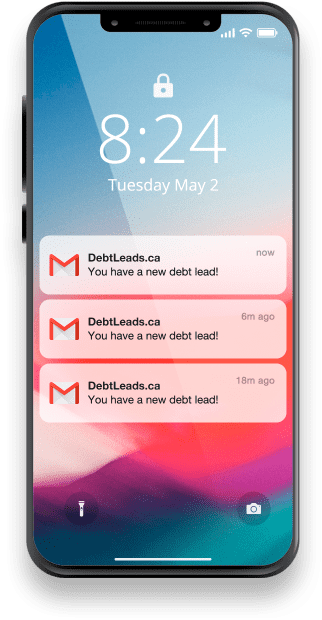 8:24
Tuesday May 2
DebtLeads.ca now
You have a new debt lead!
DebtLeads.ca 6m ago
You have a new debt lead!
DebtLeads.ca 18m ago
You have a new debt lead!